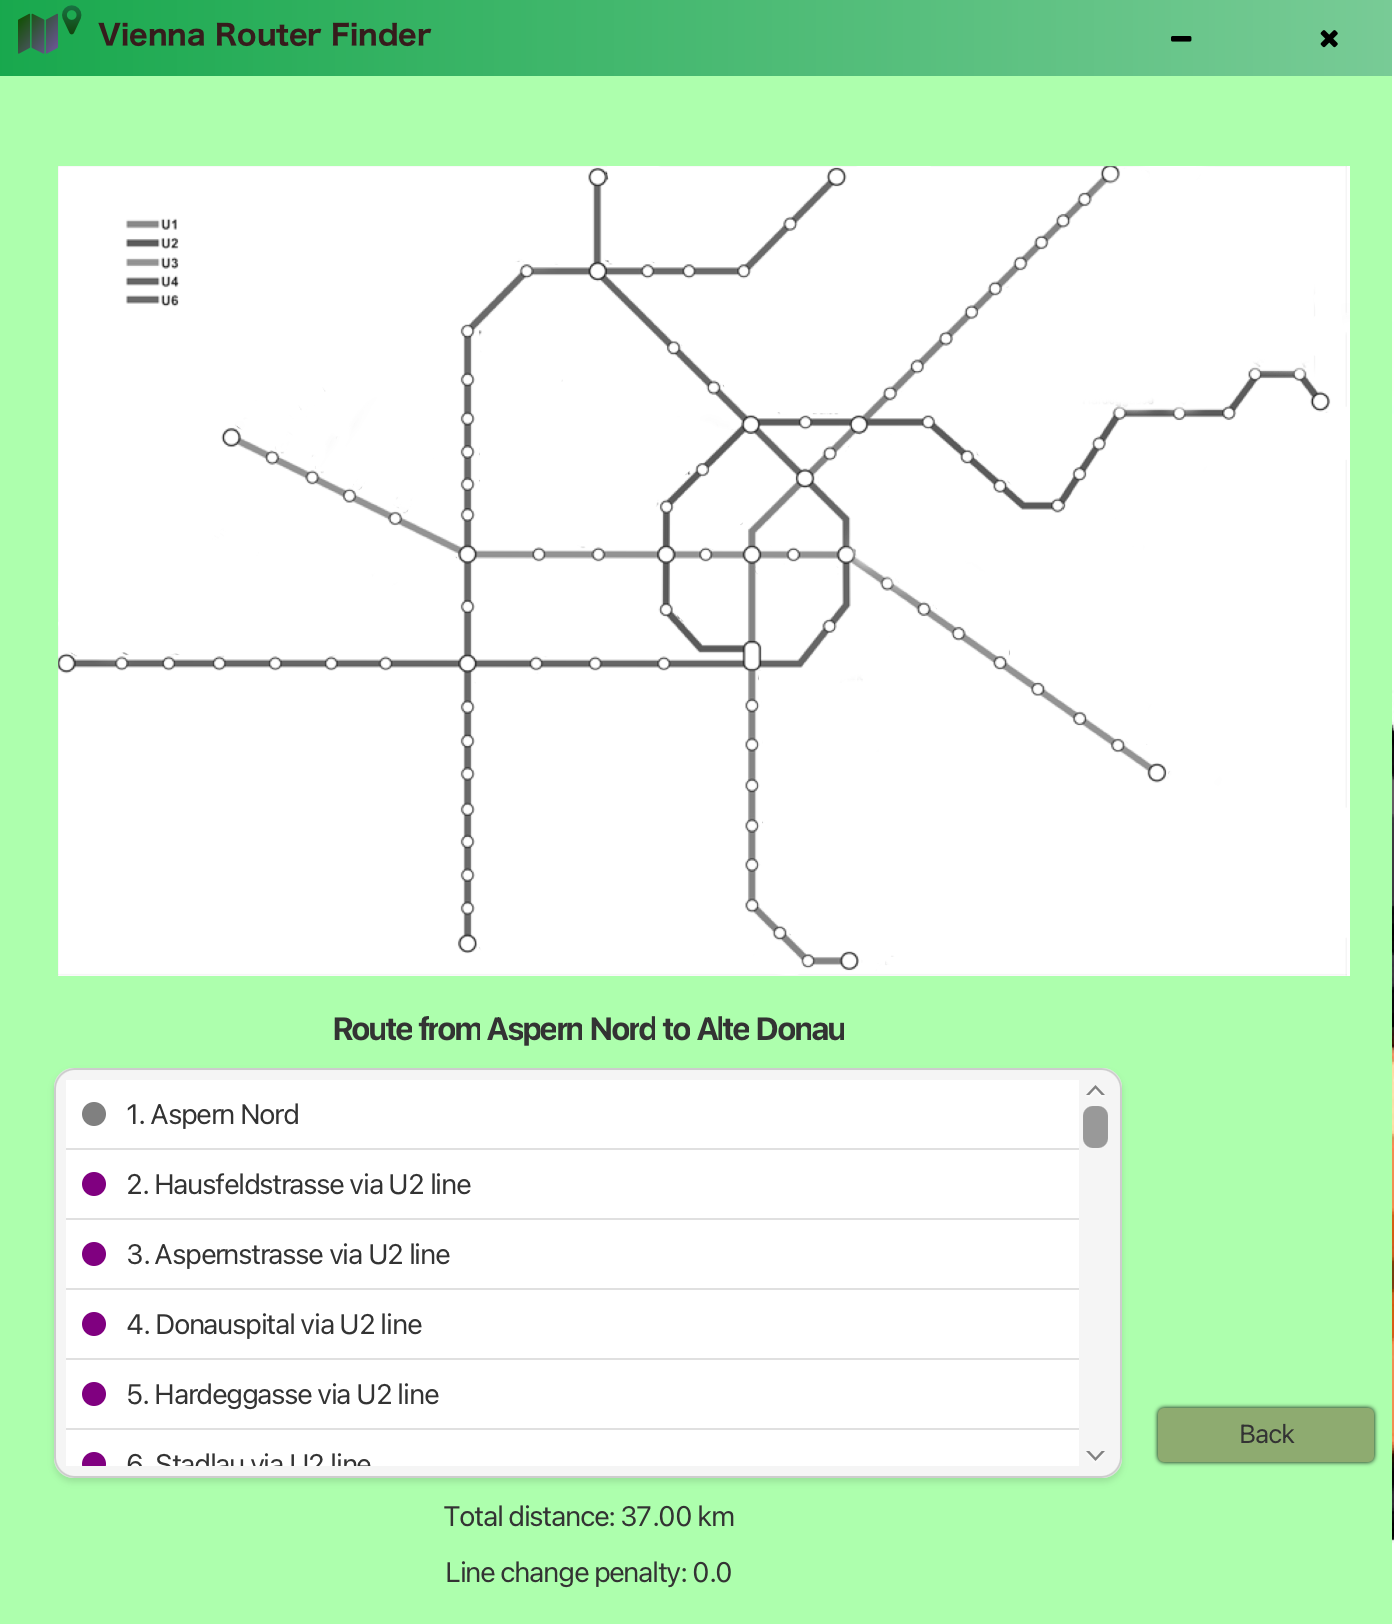 Vienna Router Finder
U1
U2
U3
U4
U6
Route from Aspern Nord to Alte Donau
1. Aspern Nord
2. Hausfeldstrasse via U2 line
3. Aspernstrasse via U2 line
4. Donauspital via U2 line
5. Hardeggasse via U2 line
6. Stadlau via U2 line
Back
Total distance: 37.00 km
Line change penalty: 0.0